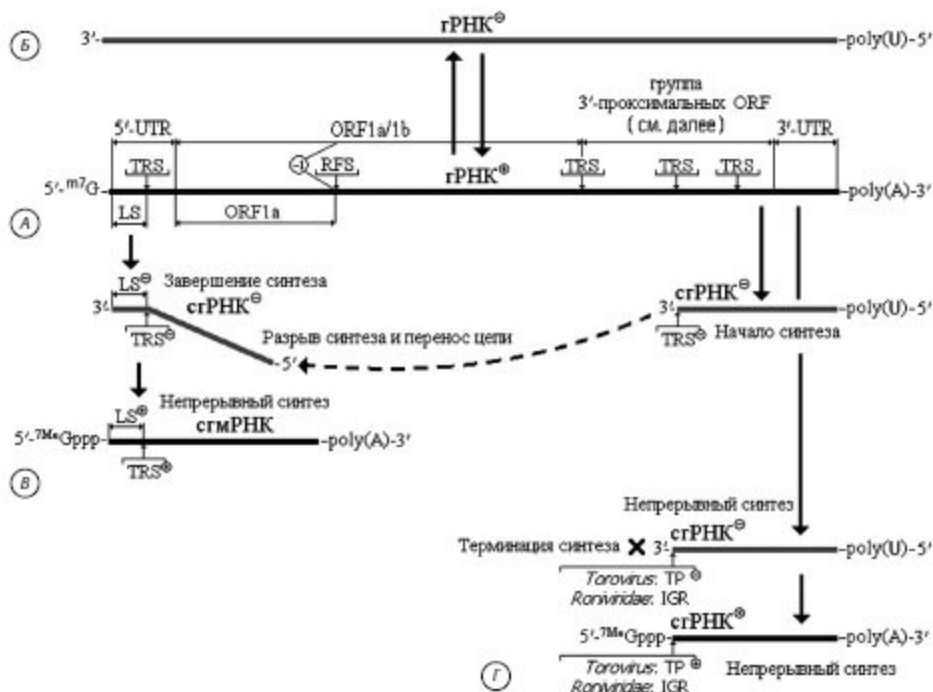 гРНК⊖
Б 3′- -poly(U)-5′
группа
3′-проксимальных ORF
(см. далее)
5′-UTR ORF1a/1b 3′-UTR
TRS -1 RFS гРНК⊕ TRS TRS TRS
5′-m7G- -poly(A)-3′
А LS ORF1a
LS⊖ Завершение синтеза
3′- сгРНК⊖
TRS⊖ Разрыв синтеза и перенос цепи
-5′
сгРНК⊖
3′- -poly(U)-5′
TRS⊖ Начало синтеза
Непрерывный синтез
LS⊕ сгмРНК
5′-7MeGppp- -poly(A)-3′
TRS⊕
В
Непрерывный синтез
сгРНК⊖
Терминация синтеза 3′- -poly(U)-5′
Torovirus: TP⊖
Roniviridae: IGR
сгРНК⊕
5′-7MeGppp- -poly(A)-3′
Torovirus: TP⊕ Непрерывный синтез
Г Roniviridae: IGR